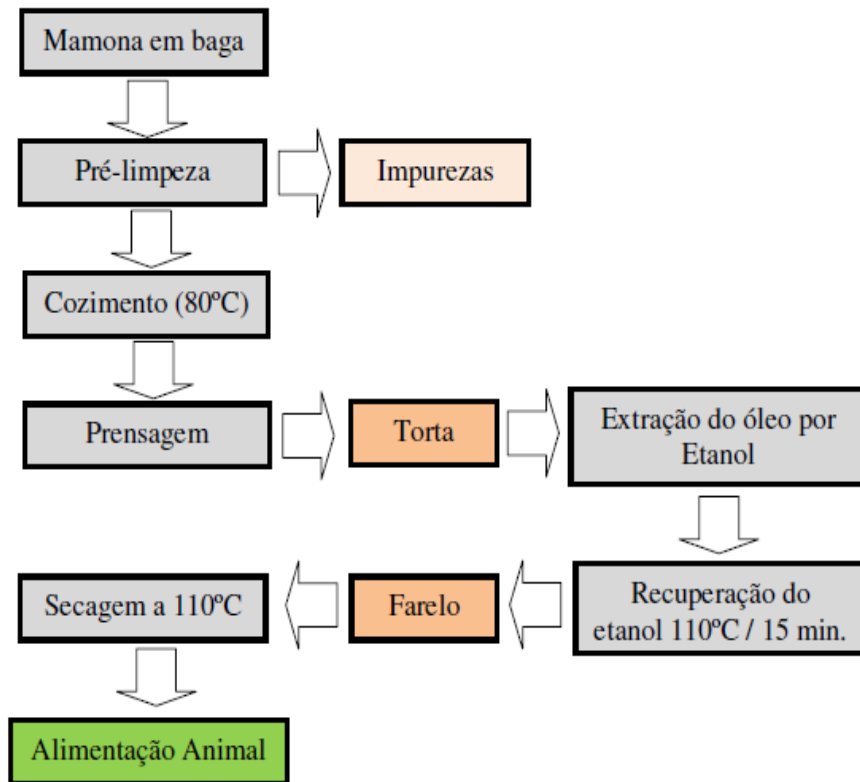 Mamona em baga
Pré-limpeza
Impurezas
Cozimento (80ºC)
Prensagem
Torta
Extração do óleo por
Etanol
Recuperação do
etanol 110ºC / 15 min.
Farelo
Secagem a 110ºC
Alimentação Animal